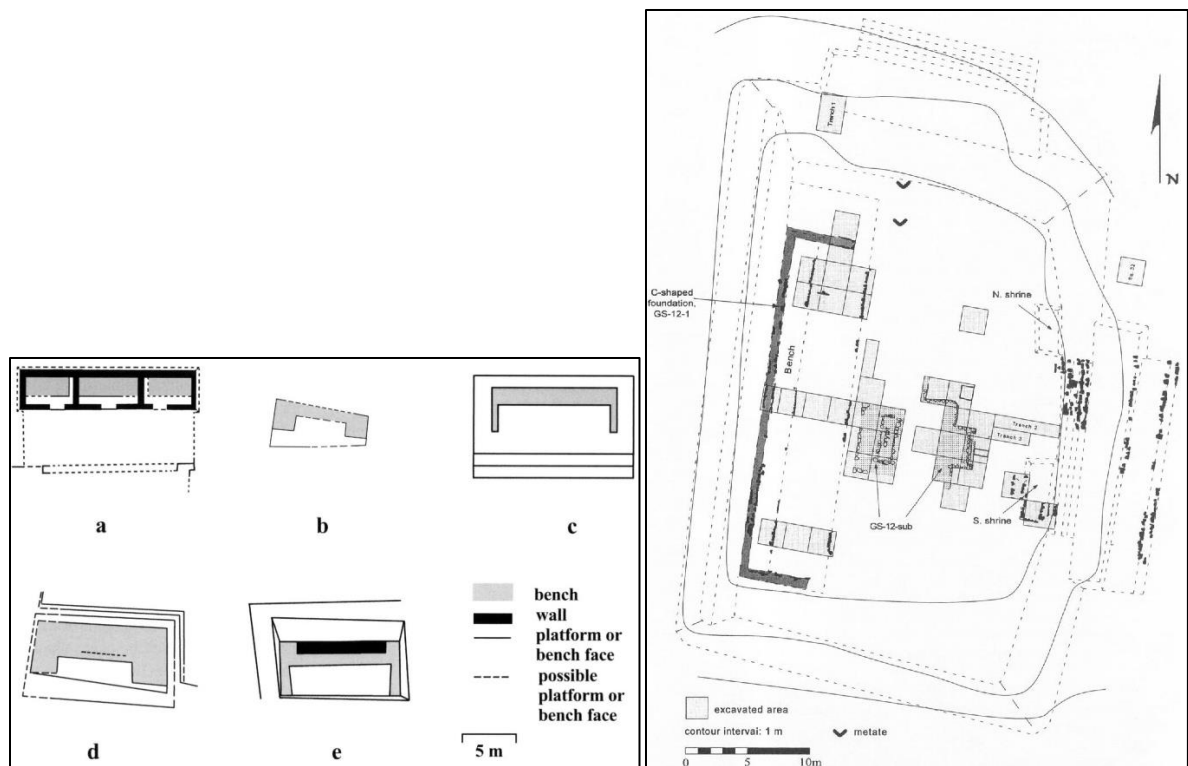 a
b
c
d
e
bench
wall
platform or
bench face
possible
platform or
bench face
5 m
Trench 1
N
C-shaped
foundation,
GS-12-1
Bench
N. shrine
Crypt
Trench 3
Trench 2
GS-12-sub
S. shrine
excavated area
contour interval: 1 m
metate
0 5 10m